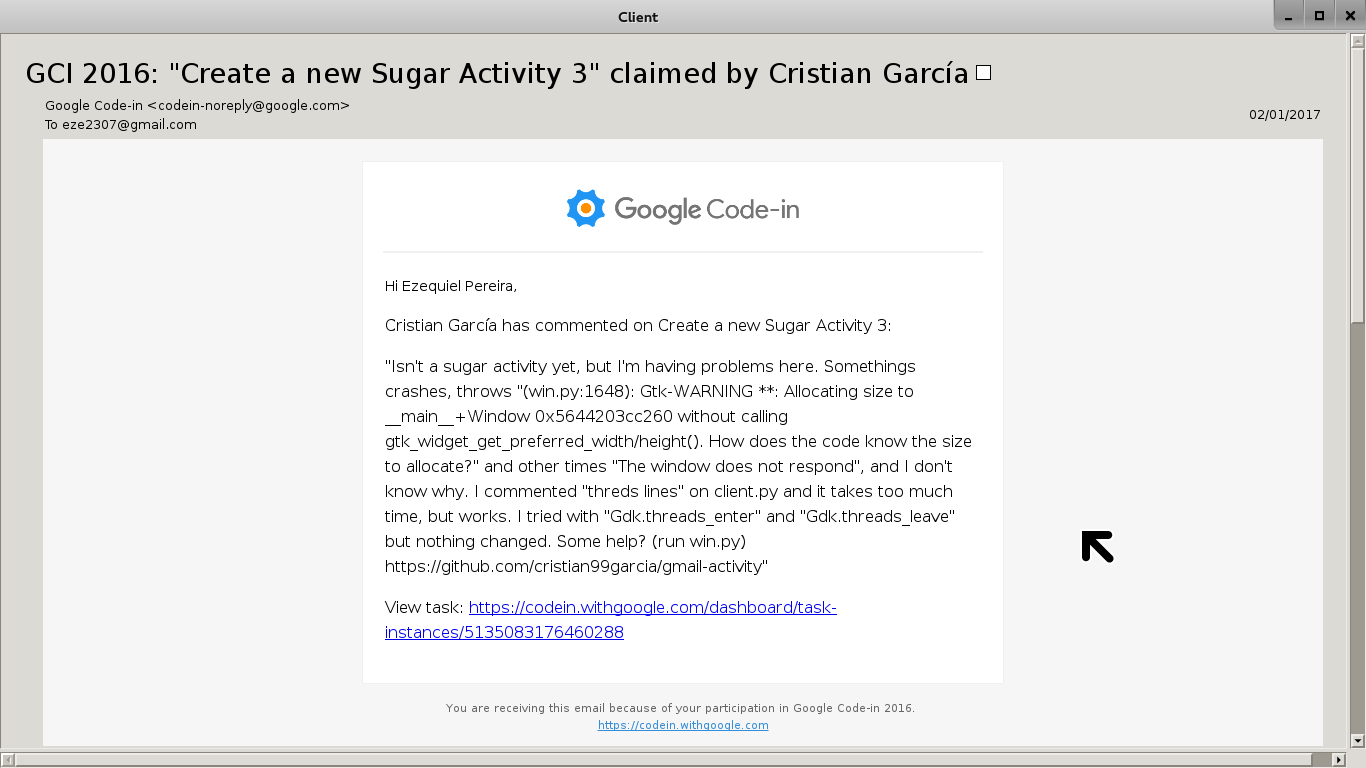 Client
GCI 2016: "Create a new Sugar Activity 3" claimed by Cristian García
Google Code-in <codein-noreply@google.com>
To eze2307@gmail.com
02/01/2017
Google Code-in
Hi Ezequiel Pereira,
Cristian García has commented on Create a new Sugar Activity 3:
"Isn't a sugar activity yet, but I'm having problems here. Somethings
crashes, throws "(win.py:1648): Gtk-WARNING **: Allocating size to
__main__+Window 0x5644203cc260 without calling
gtk_widget_get_preferred_width/height(). How does the code know the size
to allocate?" and other times "The window does not respond", and I don't
know why. I commented "threds lines" on client.py and it takes too much
time, but works. I tried with "Gdk.threads_enter" and "Gdk.threads_leave"
but nothing changed. Some help? (run win.py)
https://github.com/cristian99garcia/gmail-activity"
View task: https://codein.withgoogle.com/dashboard/task-
instances/5135083176460288
You are receiving this email because of your participation in Google Code-in 2016.
https://codein.withgoogle.com